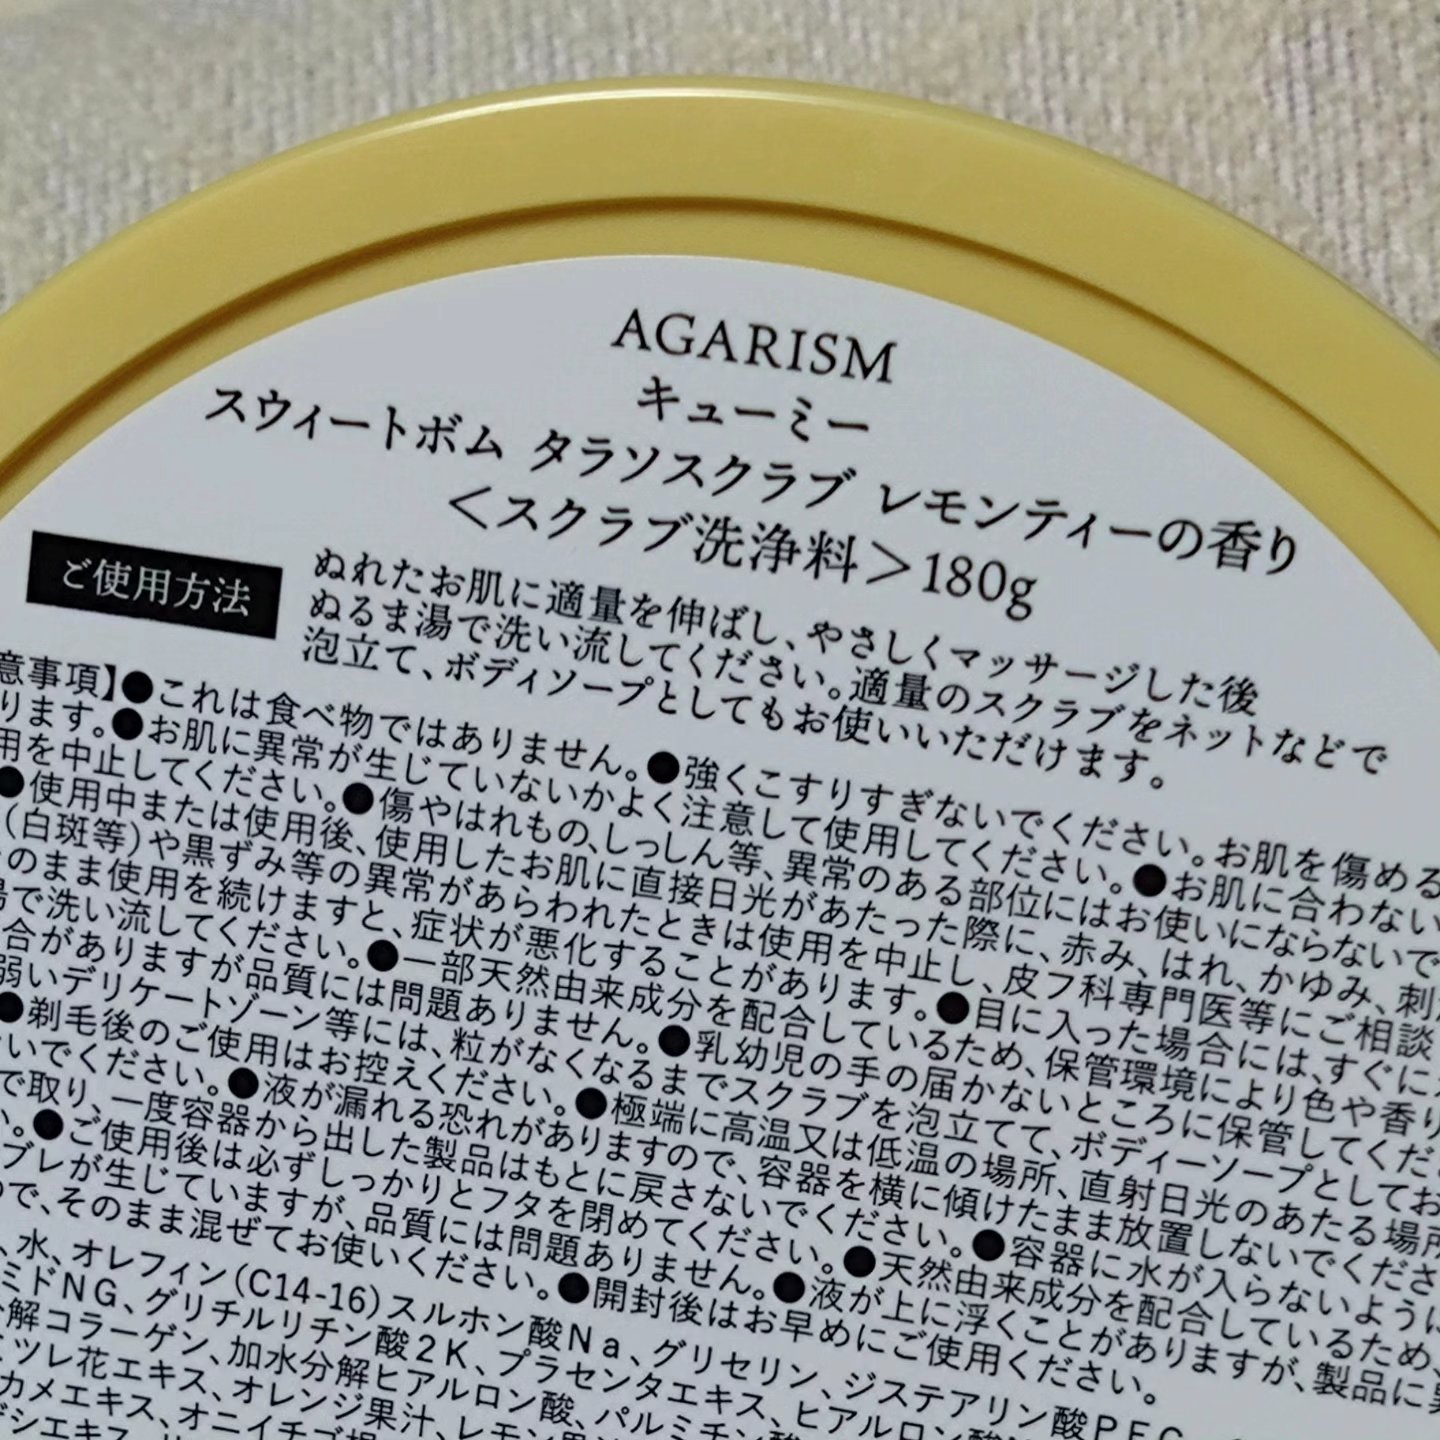 AGARISM
キューミー
スウィートボム タラソスクラブ レモンティーの香り
＜スクラブ洗浄料＞180g
ご使用方法
ぬれたお肌に適量を伸ばし、やさしくマッサージした後
ぬるま湯で洗い流してください。適量のスクラブをネットなどで
泡立て、ボディソープとしてもお使いいただけます。
意事項】●これは食べ物ではありません。●強くこすりすぎないでください。お肌を傷める
ります。●お肌に異常が生じていないかよく注意して使用してください。●お肌に合わない
用を中止してください。●傷やはれもの、しっしん等、異常のある部位にはお使いにならないで
●使用中または使用後、使用したお肌に直接日光があたった際に、赤み、はれ、かゆみ、刺
（白斑等）や黒ずみ等の異常があらわれたときは使用を中止し、皮フ科専門医等にご相談
のまま使用を続けますと、症状が悪化することがあります。●目に入った場合には、すぐに
で洗い流してください。●一部天然由来成分を配合しているため、保管環境により色や香り
合がありますが品質には問題ありません。●乳幼児の手の届かないところに保管してくだ
弱いデリケートゾーン等には、粒がなくなるまでスクラブを泡立てて、ボディーソープとしてお
●剃毛後のご使用はお控えください。●極端に高温又は低温の場所、直射日光のあたる場所
いでください。●液が漏れる恐れがありますので、容器を横に傾けたまま放置しないでくださ
で取り、一度容器から出した製品はもとに戻さないでください。●容器に水が入らないように
い。●ご使用後は必ずしっかりとフタを閉めてください。●天然由来成分を配合しているため、
ブレが生じていますが、品質には問題ありません。●液が上に浮くことがありますが、製品に
ので、そのまま混ぜてお使いください。●開封後はお早めにご使用ください。
、水、オレフィン（C14-16）スルホン酸Na、グリセリン、ジステアリン酸PEG
ミドNG、グリチルリチン酸2K、プラセンタエキス、ヒアルロン酸
解コラーゲン、加水分解ヒアルロン酸、パルミチン酸
ツレ花エキス、オレンジ果汁、レモン果
カメエキス、オニイチゴ根
シエキス